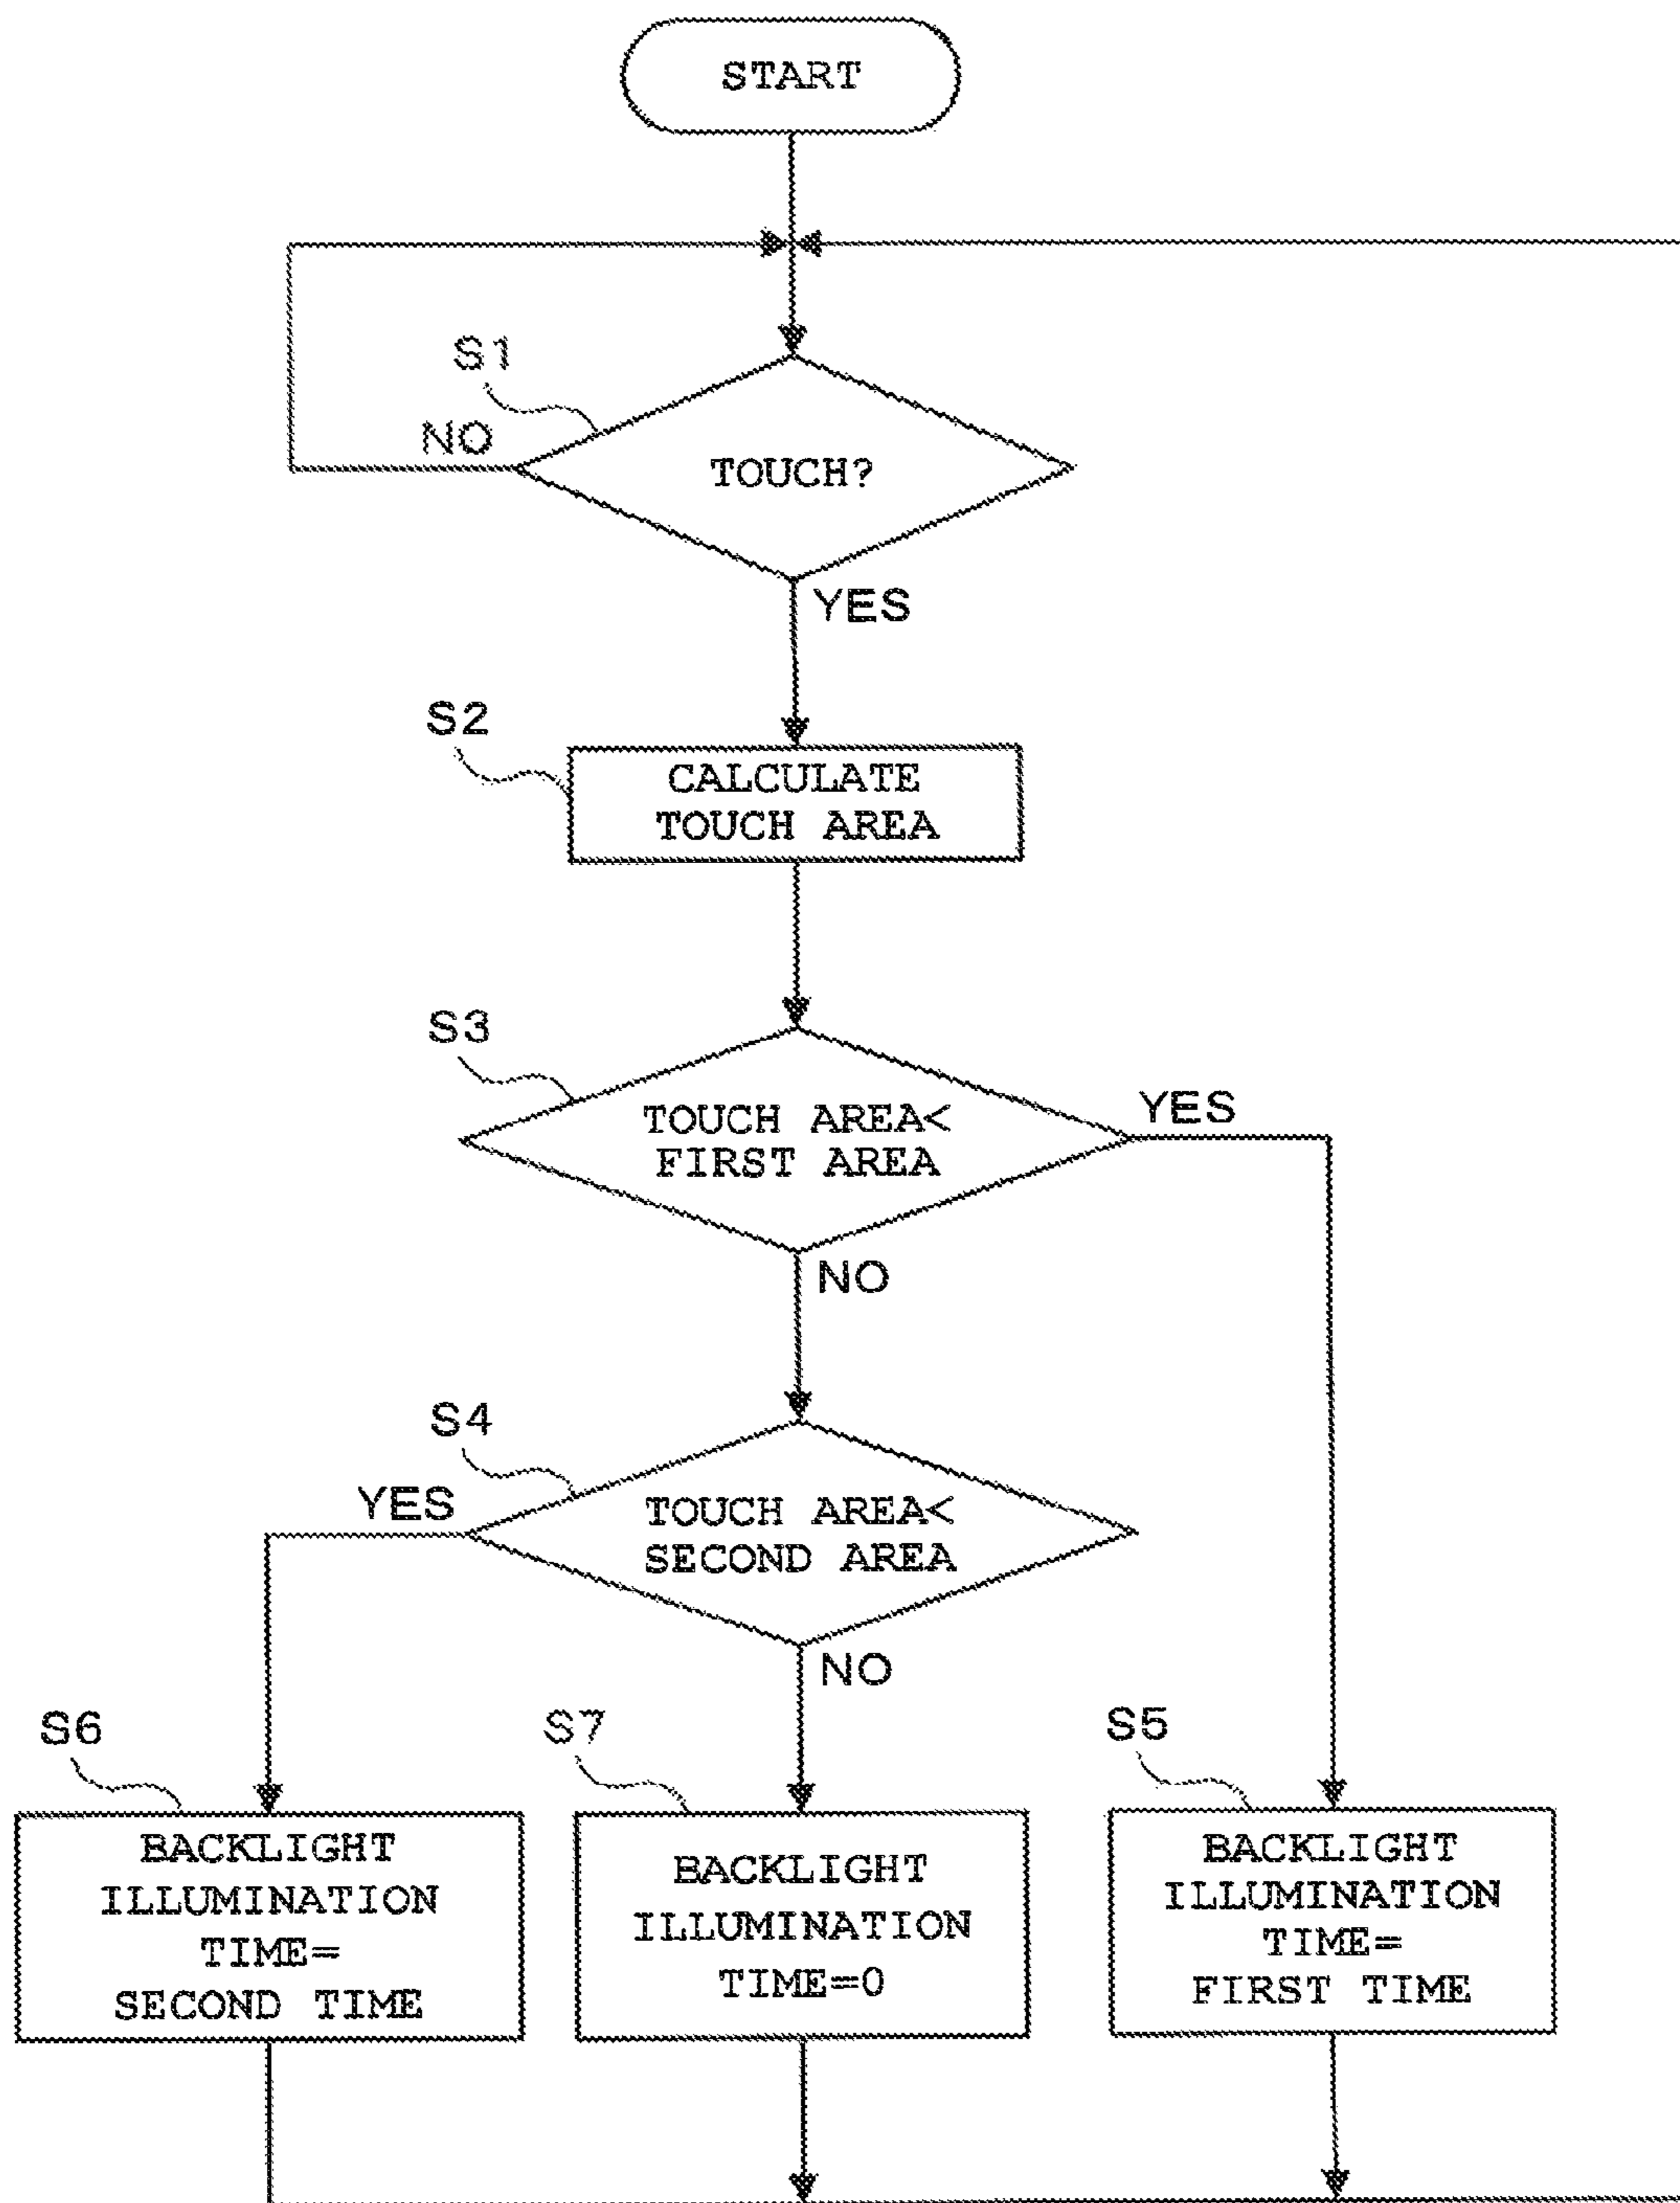 START
S1
NO
TOUCH?
YES
S2
CALCULATE
TOUCH AREA
S3
TOUCH AREA<
FIRST AREA
YES
NO
S4
YES
TOUCH AREA<
SECOND AREA
NO
S6
BACKLIGHT
ILLUMINATION
TIME=
SECOND TIME
S7
BACKLIGHT
ILLUMINATION
TIME=0
S5
BACKLIGHT
ILLUMINATION
TIME=
FIRST TIME